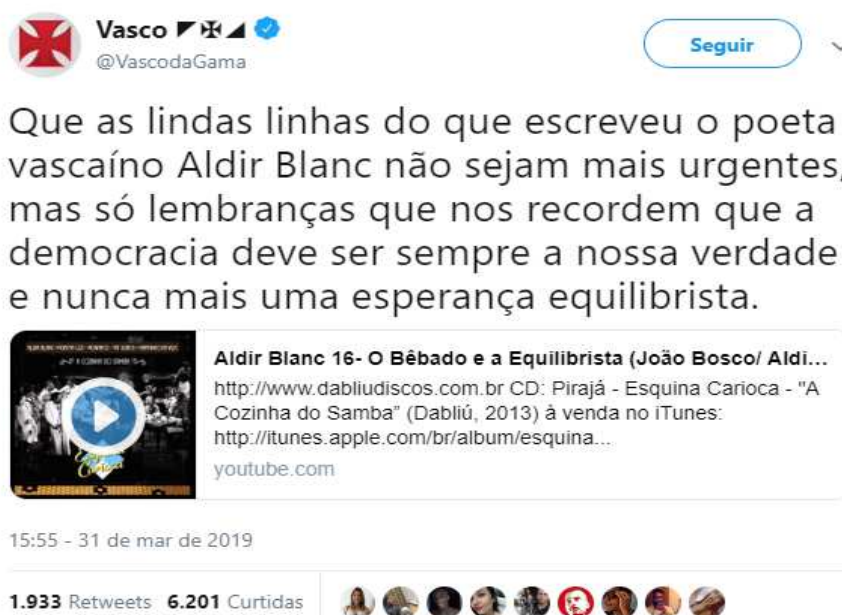 Vasco
@VascodaGama
Seguir
Que as lindas linhas do que escreveu o poeta
vascaíno Aldir Blanc não sejam mais urgentes,
mas só lembranças que nos recordem que a
democracia deve ser sempre a nossa verdade
e nunca mais uma esperança equilibrista.
Aldir Blanc 16- O Bêbado e a Equilibrista (João Bosco/ Aldi...
http://www.dabliudiscos.com.br CD: Pirajá - Esquina Carioca - "A
Cozinha do Samba" (Dabliú, 2013) à venda no iTunes:
http://itunes.apple.com/br/album/esquina...
youtube.com
15:55 - 31 de mar de 2019
1.933 Retweets 6.201 Curtidas